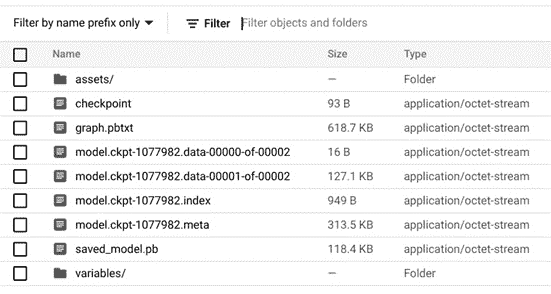 Filter by name prefix only Filter Filter objects and folders
Name Size Type
assets/ — Folder
checkpoint 93 B application/octet-stream
graph.pbtxt 618.7 KB application/octet-stream
model.ckpt-1077982.data-00000-of-00002 16 B application/octet-stream
model.ckpt-1077982.data-00001-of-00002 127.1 KB application/octet-stream
model.ckpt-1077982.index 949 B application/octet-stream
model.ckpt-1077982.meta 313.5 KB application/octet-stream
saved_model.pb 118.4 KB application/octet-stream
variables/ — Folder